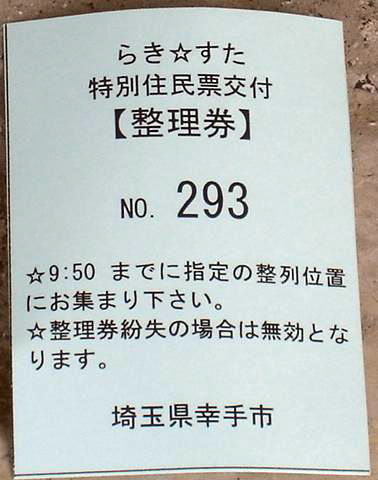 らき☆すた
特別住民票交付
【整理券】
NO. 293
☆9:50 までに指定の整列位置
にお集まり下さい。
☆整理券紛失の場合は無効とな
ります。
埼玉県幸手市